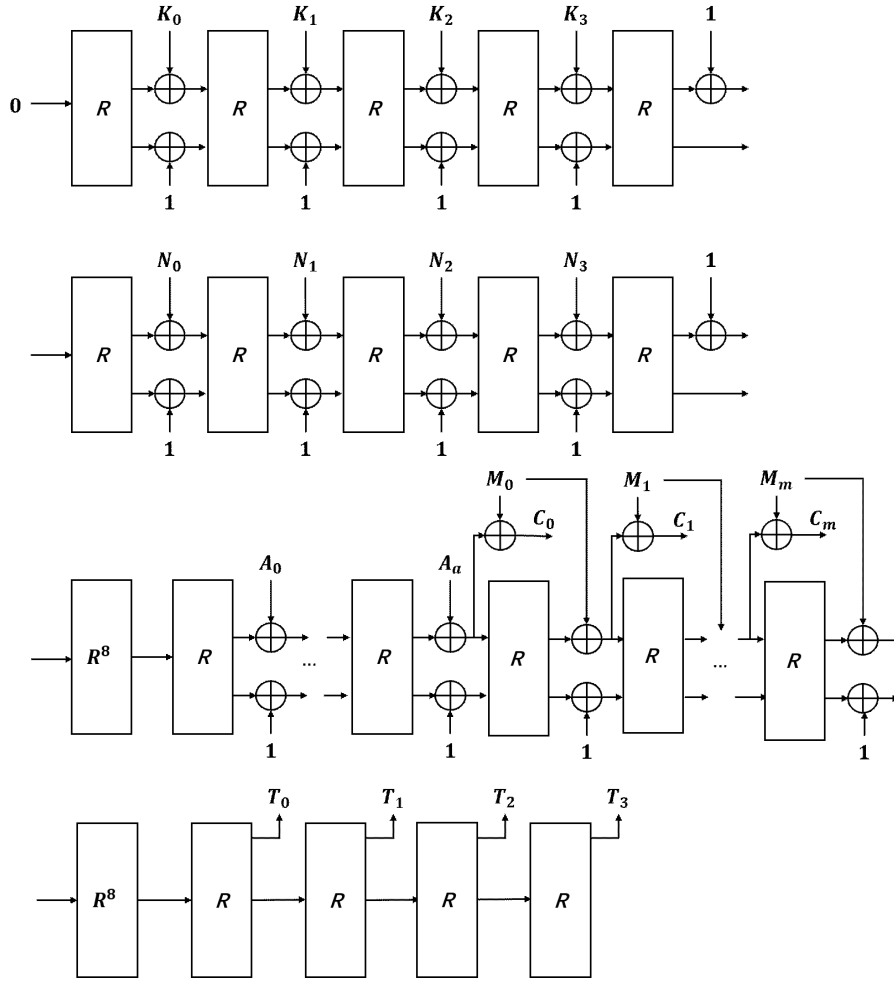 K₀ K₁ K₂ K₃ 1
0 R R R R R
1 1 1 1
N₀ N₁ N₂ N₃ 1
R R R R R
1 1 1 1
M₀ M₁ Mₘ
C₀ C₁ Cₘ
A₀ Aₐ
R⁸ R ... R R R ... R
1 1 1 1
T₀ T₁ T₂ T₃
R⁸ R R R R